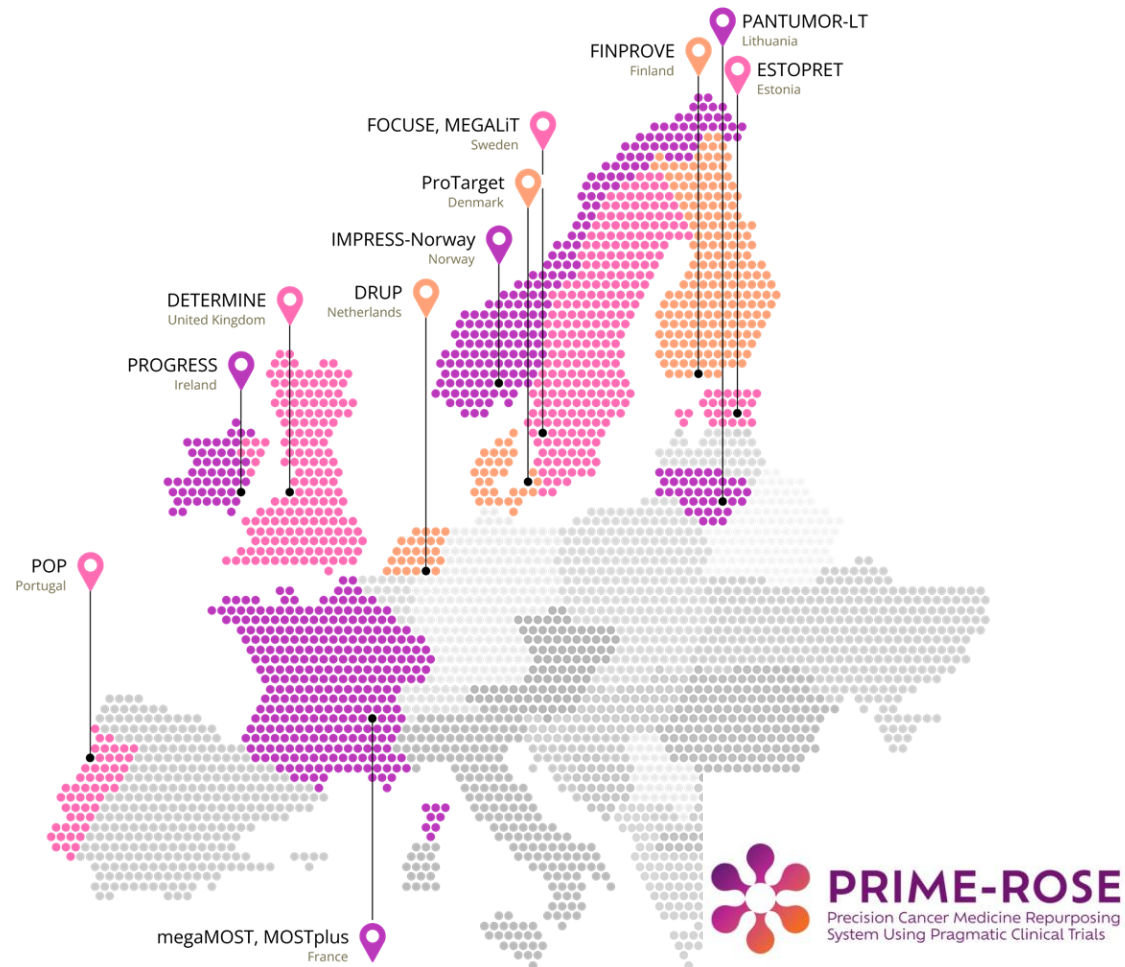 PANTUMOR-LT
Lithuania
FINPROVE
Finland
ESTOPRET
Estonia
FOCUSE, MEGALiT
Sweden
ProTarget
Denmark
IMPRESS-Norway
Norway
DETERMINE
United Kingdom
DRUP
Netherlands
PROGRESS
Ireland
POP
Portugal
megaMOST, MOSTplus
France
PRIME-ROSE
Precision Cancer Medicine Repurposing
System Using Pragmatic Clinical Trials